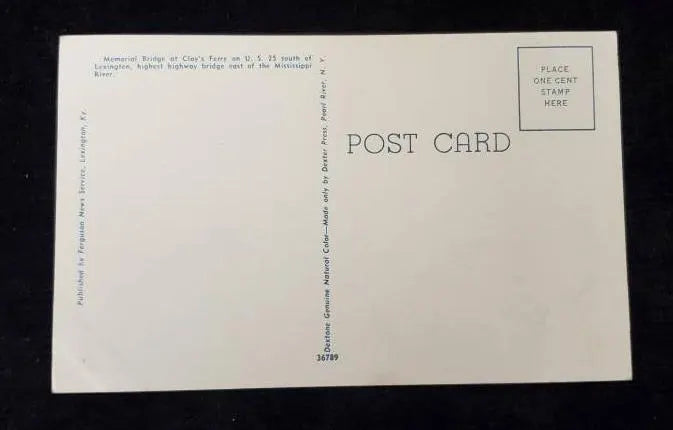 Memorial Bridge at Clay's Ferry on U. S. 25 south of
Lexington, highest highway bridge east of the Mississippi
River.
Published by Ferguson News Service, Lexington, Ky.
Dextone Genuine Natural Color—Made only by Dexter Press, Pearl River, N. Y.
36789
POST CARD
PLACE
ONE CENT
STAMP
HERE